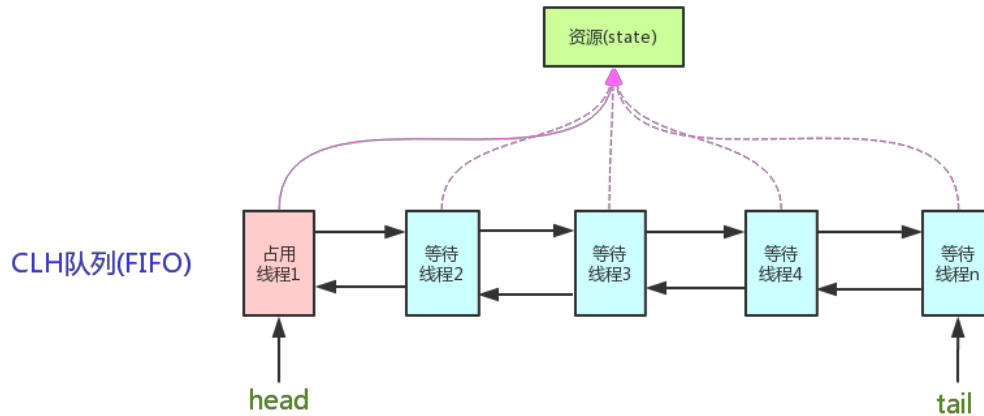 资源(state)
CLH队列(FIFO)
占用
线程1
等待
线程2
等待
线程3
等待
线程4
等待
线程n
head
tail